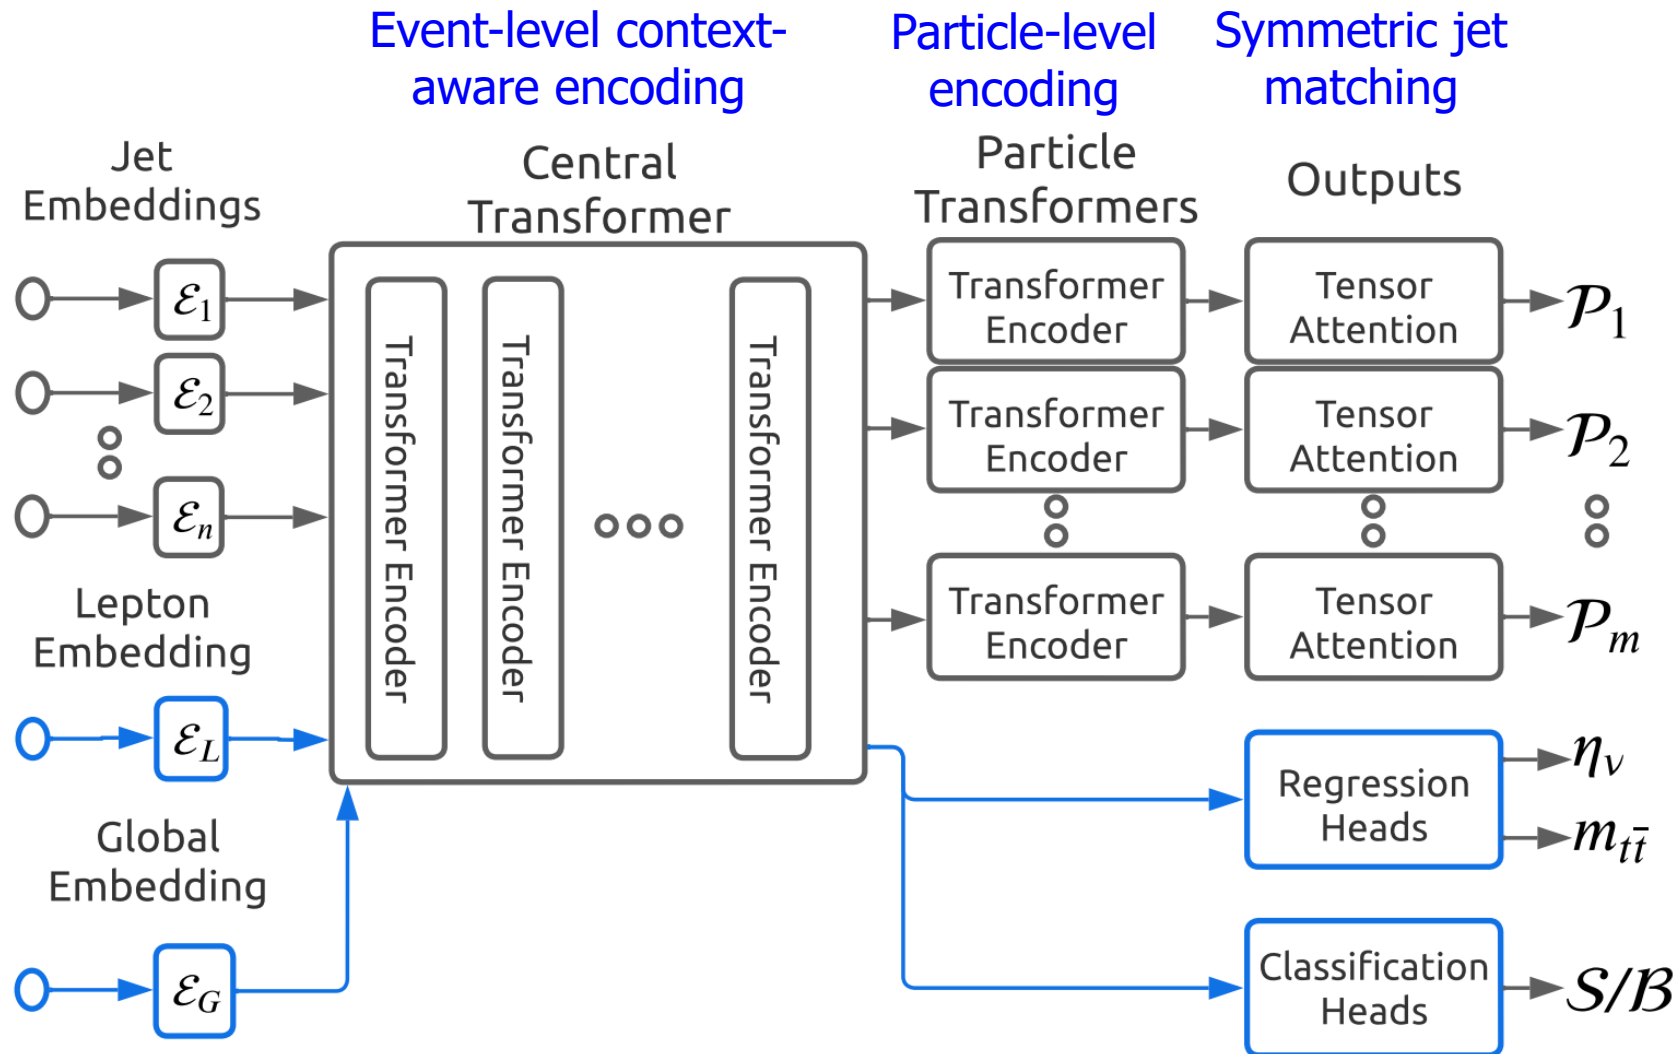 Event-level context-
aware encoding
Particle-level
encoding
Symmetric jet
matching
Jet
Embeddings
Central
Transformer
Particle
Transformers
Outputs
ℰ1
ℰ2
ℰn
Lepton
Embedding
ℰL
Global
Embedding
ℰG
Transformer Encoder
Transformer Encoder
Transformer Encoder
Transformer
Encoder
Tensor
Attention
𝒫1
Transformer
Encoder
Tensor
Attention
𝒫2
Transformer
Encoder
Tensor
Attention
𝒫m
Regression
Heads
ην
mtt̄
Classification
Heads
𝒮/ℬ